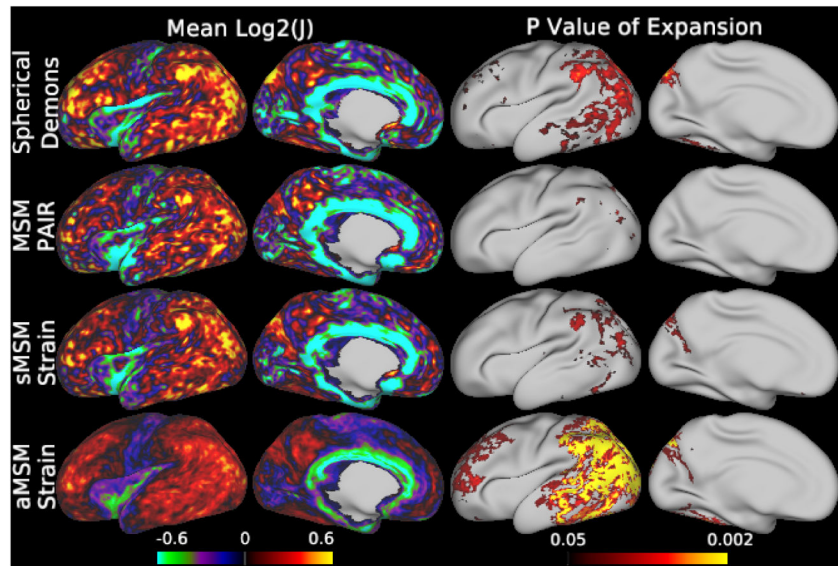 Mean Log2(J) P Value of Expansion
Spherical
Demons
MSM
PAIR
sMSM
Strain
aMSM
Strain
-0.6 0 0.6 0.05 0.002